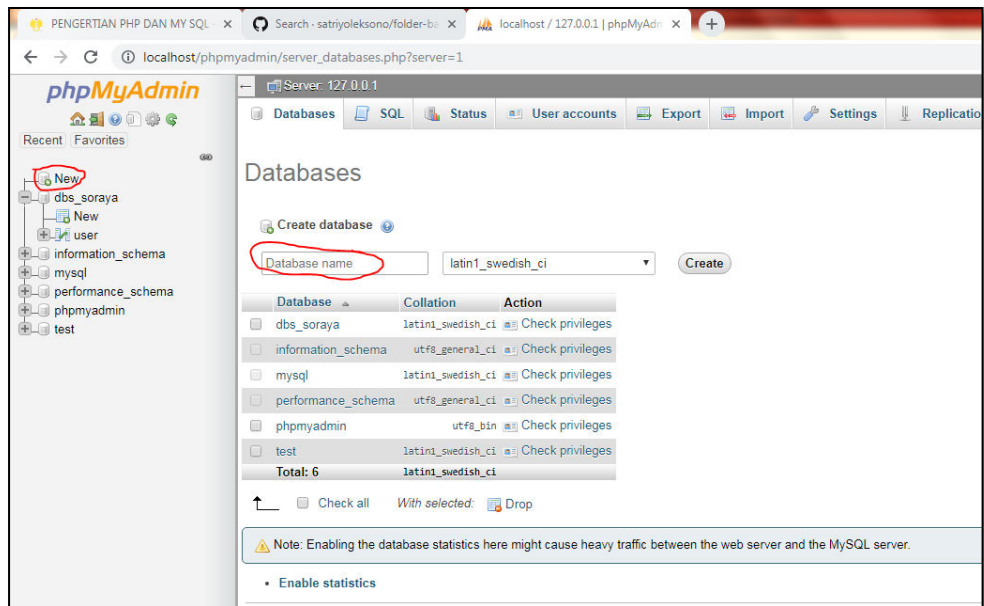 PENGERTIAN PHP DAN MY SQL - Search · satriyoleksono/folder-ba localhost / 127.0.0.1 | phpMyAdm
localhost/phpmyadmin/server_databases.php?server=1
phpMyAdmin
Recent Favorites
New
dbs_soraya
New
user
information_schema
mysql
performance_schema
phpmyadmin
test
Server: 127.0.0.1
Databases SQL Status User accounts Export Import Settings Replicatio
Databases
Create database
Database name latin1_swedish_ci Create
Database Collation Action
dbs_soraya latin1_swedish_ci Check privileges
information_schema utf8_general_ci Check privileges
mysql latin1_swedish_ci Check privileges
performance_schema utf8_general_ci Check privileges
phpmyadmin utf8_bin Check privileges
test latin1_swedish_ci Check privileges
Total: 6 latin1_swedish_ci
Check all With selected: Drop
Note: Enabling the database statistics here might cause heavy traffic between the web server and the MySQL server.
• Enable statistics